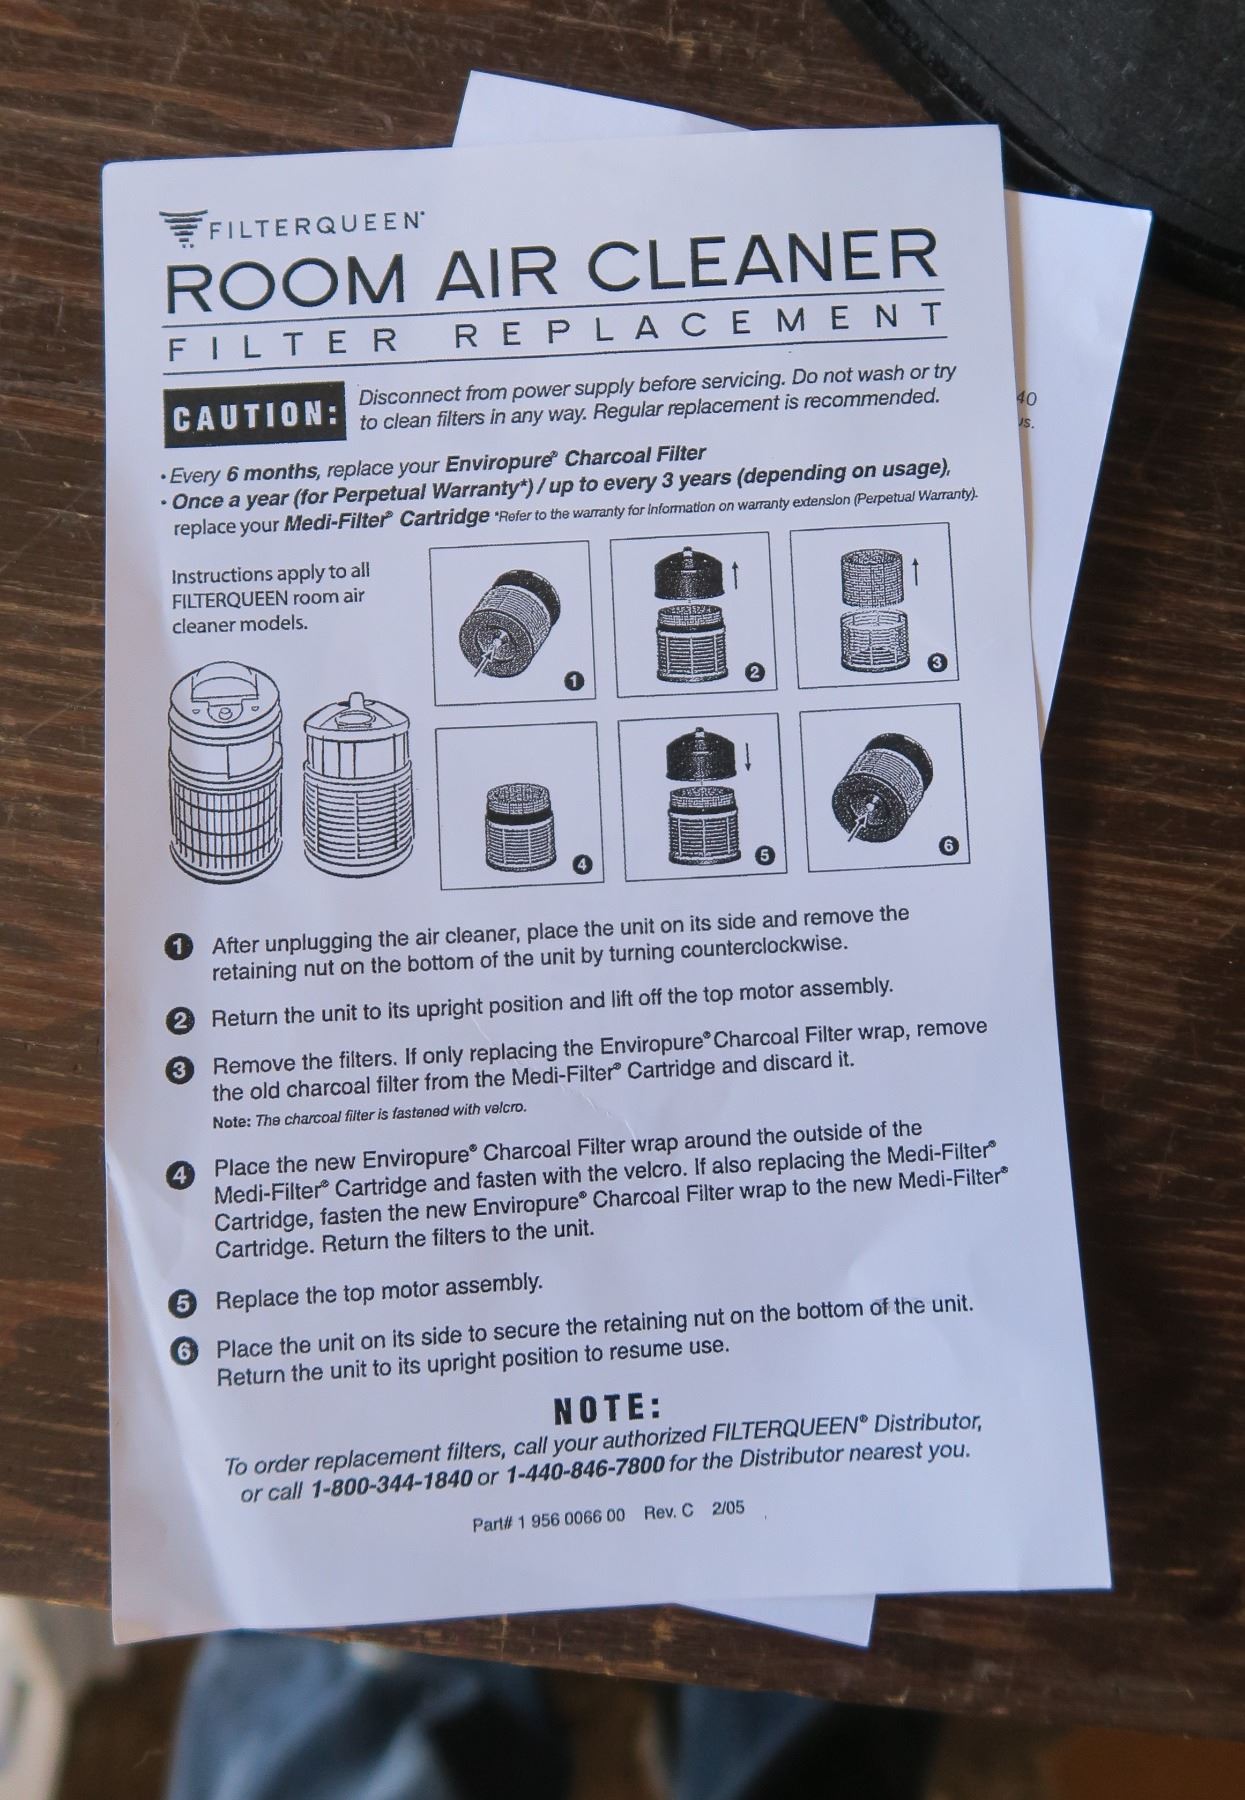 FILTERQUEEN®
ROOM AIR CLEANER
FILTER REPLACEMENT
CAUTION:
Disconnect from power supply before servicing. Do not wash or try
to clean filters in any way. Regular replacement is recommended.
• Every 6 months, replace your Enviropure® Charcoal Filter
• Once a year (for Perpetual Warranty*) / up to every 3 years (depending on usage),
replace your Medi-Filter® Cartridge *Refer to the warranty for Information on warranty extension (Perpetual Warranty).
Instructions apply to all
FILTERQUEEN room air
cleaner models.
1
2
3
4
5
6
1 After unplugging the air cleaner, place the unit on its side and remove the
retaining nut on the bottom of the unit by turning counterclockwise.
2 Return the unit to its upright position and lift off the top motor assembly.
3 Remove the filters. If only replacing the Enviropure® Charcoal Filter wrap, remove
the old charcoal filter from the Medi-Filter® Cartridge and discard it.
Note: The charcoal filter is fastened with velcro.
4 Place the new Enviropure® Charcoal Filter wrap around the outside of the
Medi-Filter® Cartridge and fasten with the velcro. If also replacing the Medi-Filter®
Cartridge, fasten the new Enviropure® Charcoal Filter wrap to the new Medi-Filter®
Cartridge. Return the filters to the unit.
5 Replace the top motor assembly.
6 Place the unit on its side to secure the retaining nut on the bottom of the unit.
Return the unit to its upright position to resume use.
NOTE:
To order replacement filters, call your authorized FILTERQUEEN® Distributor,
or call 1-800-344-1840 or 1-440-846-7800 for the Distributor nearest you.
Part# 1 956 0066 00 Rev. C 2/05
40
us.